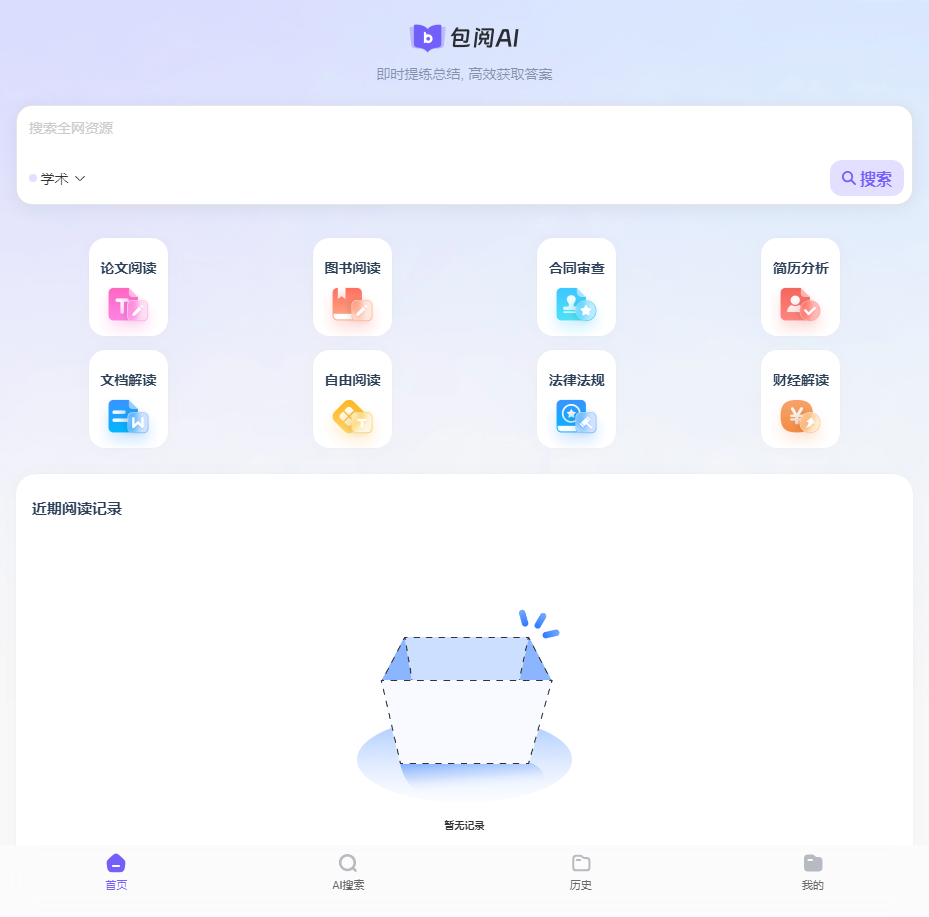 包阅AI
即时提练总结, 高效获取答案
搜索全网资源
学术
搜索
论文阅读
图书阅读
合同审查
简历分析
文档解读
自由阅读
法律法规
财经解读
近期阅读记录
暂无记录
首页
AI搜索
历史
我的